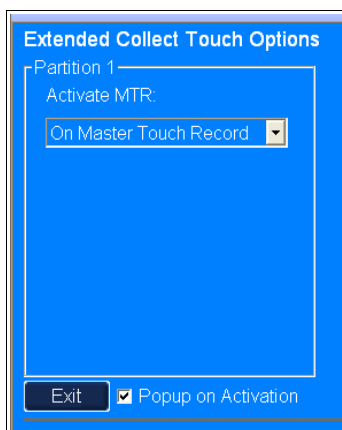 Extended Collect Touch Options
Partition 1
Activate MTR:
On Master Touch Record
Exit Popup on Activation